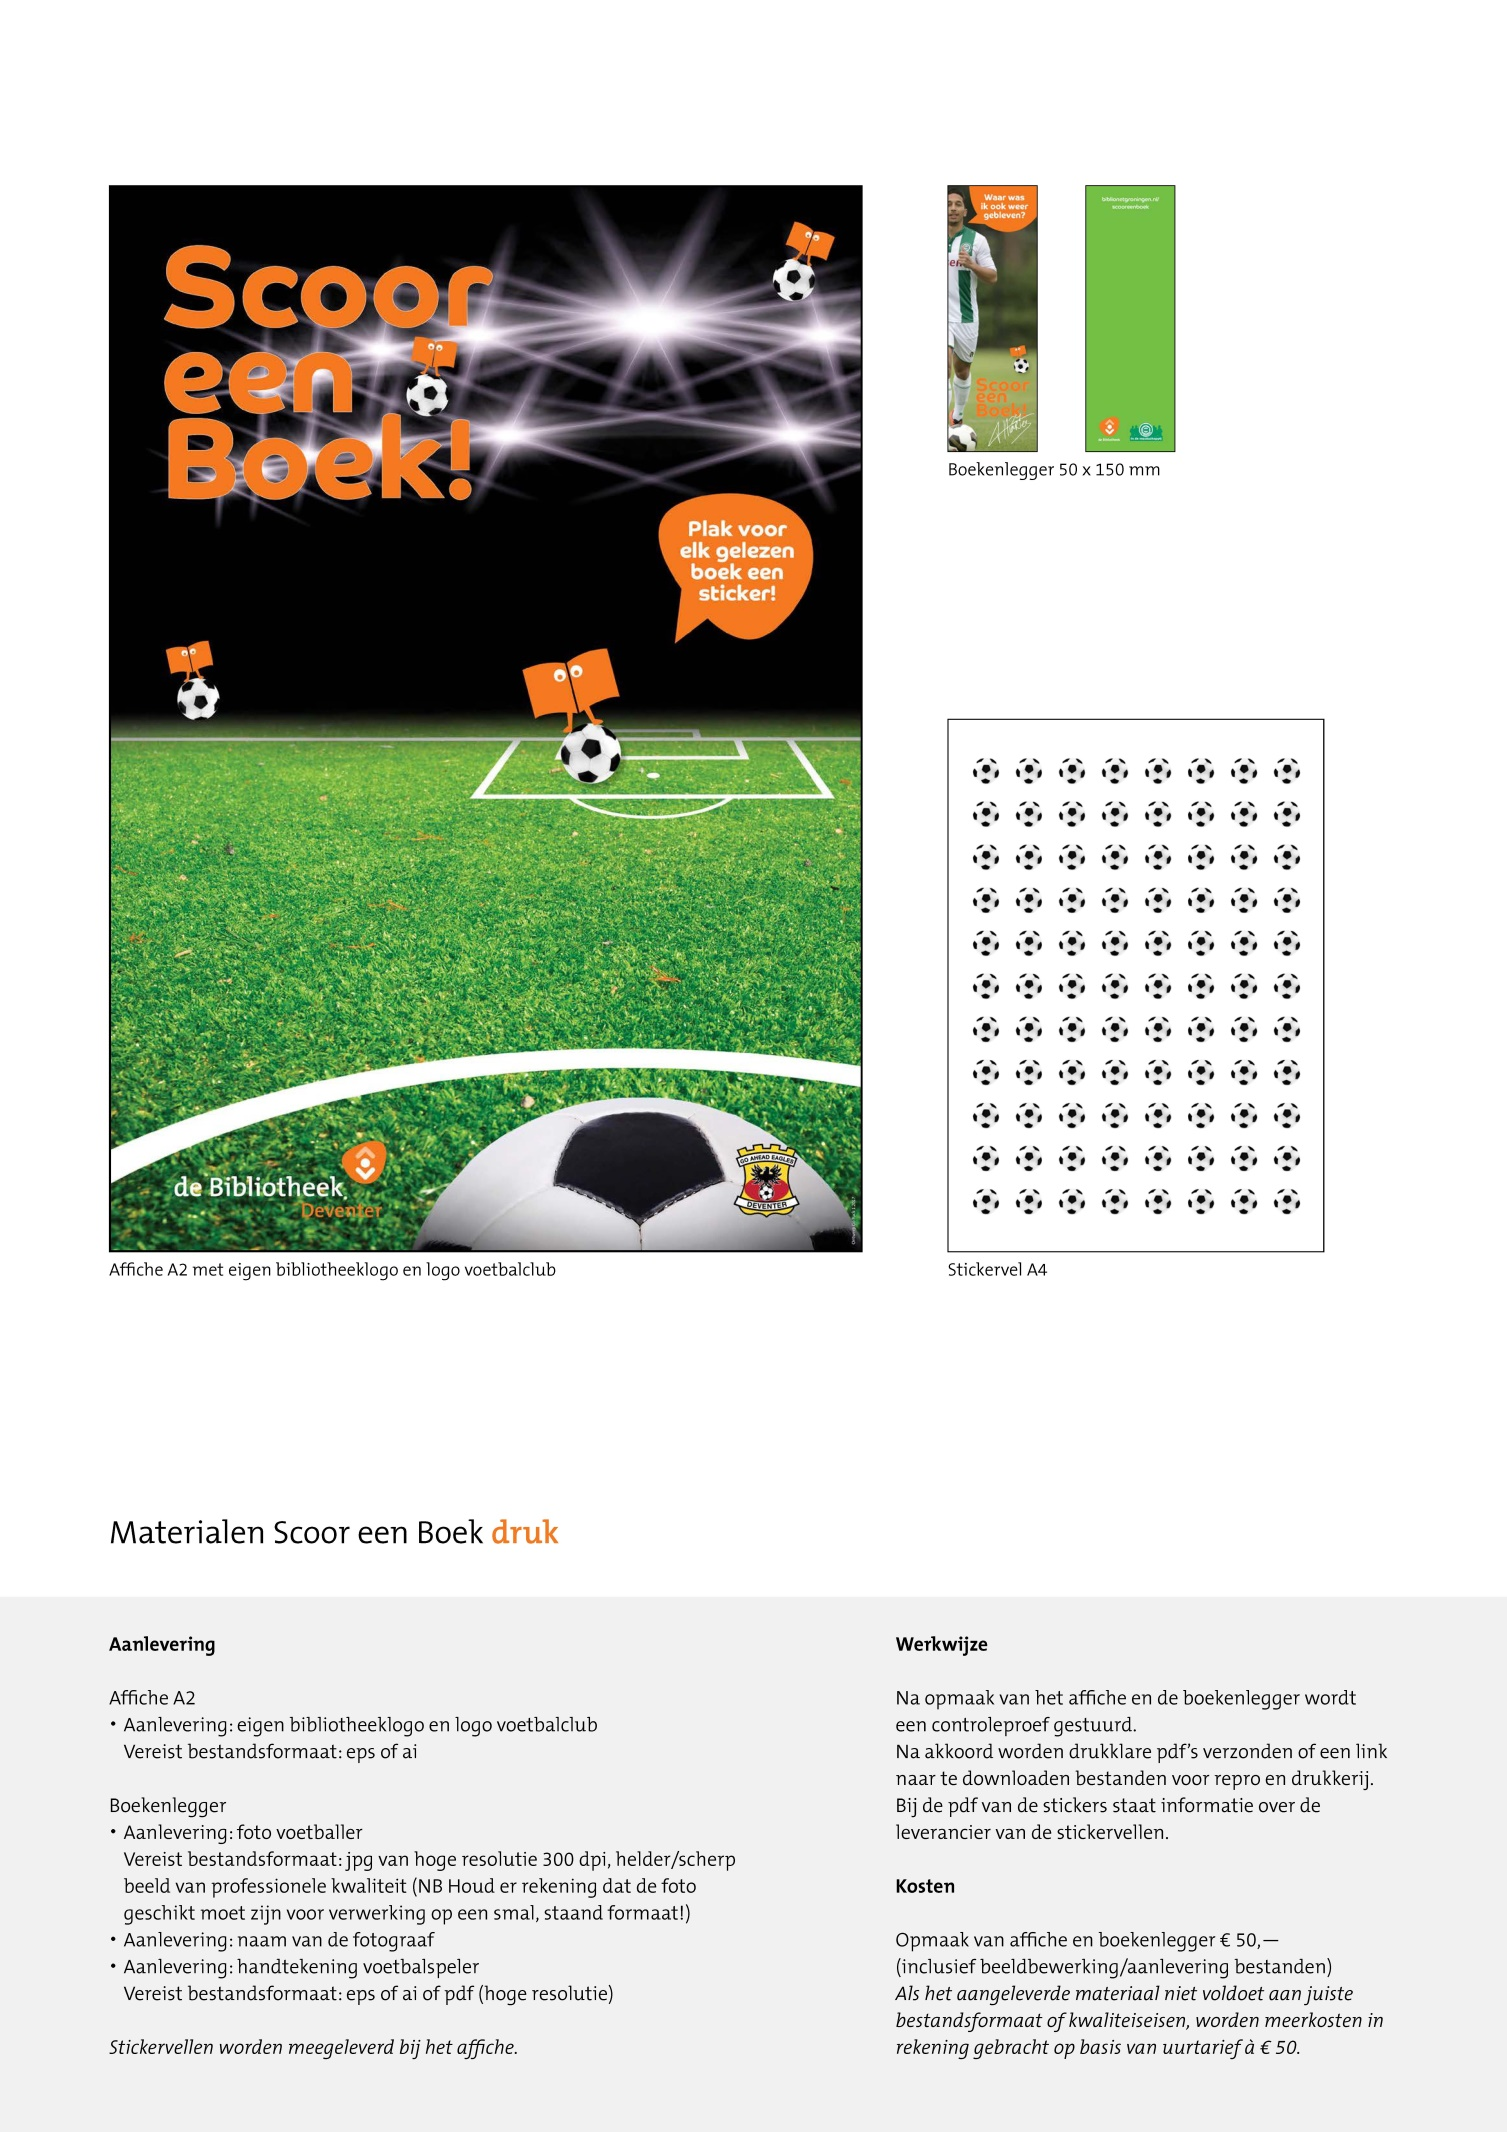 Scoor
een
Boek!
Plak voor
elk gelezen
boek een
sticker!
de Bibliotheek
Deventer
GO AHEAD EAGLES
DEVENTER
Affiche A2 met eigen bibliotheeklogo en logo voetbalclub
Waar was
ik ook weer
gebleven?
Scoor
een
Boek!
biblionetgroningen.nl/
scooreenboek
Boekenlegger 50 x 150 mm
Stickervel A4
Materialen Scoor een Boek druk
Aanlevering
Affiche A2
• Aanlevering: eigen bibliotheeklogo en logo voetbalclub
Vereist bestandsformaat: eps of ai
Boekenlegger
• Aanlevering: foto voetballer
Vereist bestandsformaat: jpg van hoge resolutie 300 dpi, helder/scherp
beeld van professionele kwaliteit (NB Houd er rekening dat de foto
geschikt moet zijn voor verwerking op een smal, staand formaat!)
• Aanlevering: naam van de fotograaf
• Aanlevering: handtekening voetbalspeler
Vereist bestandsformaat: eps of ai of pdf (hoge resolutie)
Stickervellen worden meegeleverd bij het affiche.
Werkwijze
Na opmaak van het affiche en de boekenlegger wordt
een controleproef gestuurd.
Na akkoord worden drukklare pdf's verzonden of een link
naar te downloaden bestanden voor repro en drukkerij.
Bij de pdf van de stickers staat informatie over de
leverancier van de stickervellen.
Kosten
Opmaak van affiche en boekenlegger € 50,—
(inclusief beeldbewerking/aanlevering bestanden)
Als het aangeleverde materiaal niet voldoet aan juiste
bestandsformaat of kwaliteiseisen, worden meerkosten in
rekening gebracht op basis van uurtarief à € 50.